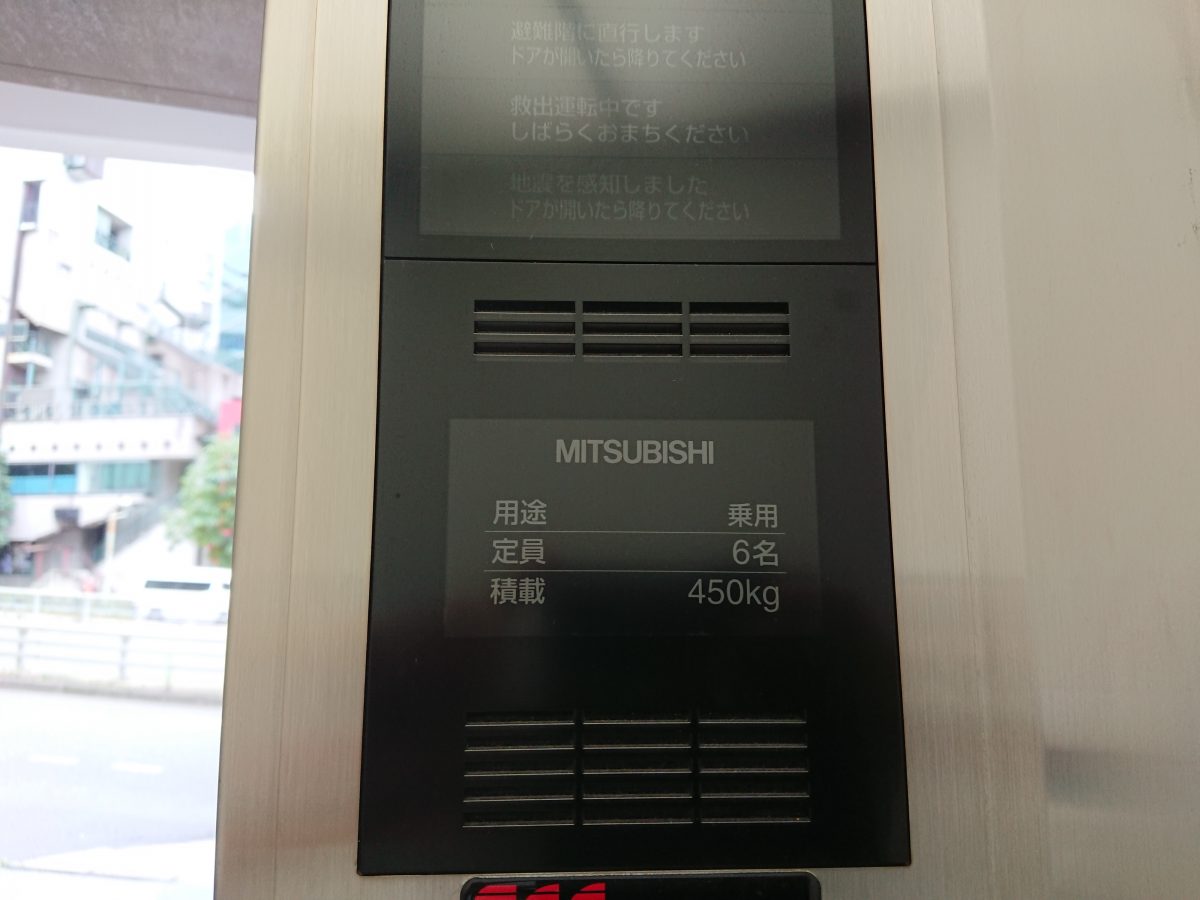 避難階に直行します
ドアが開いたら降りてください
救出運転中です
しばらくおまちください
地震を感知しました
ドアが開いたら降りてください
MITSUBISHI
用途 乗用
定員 6名
積載 450kg